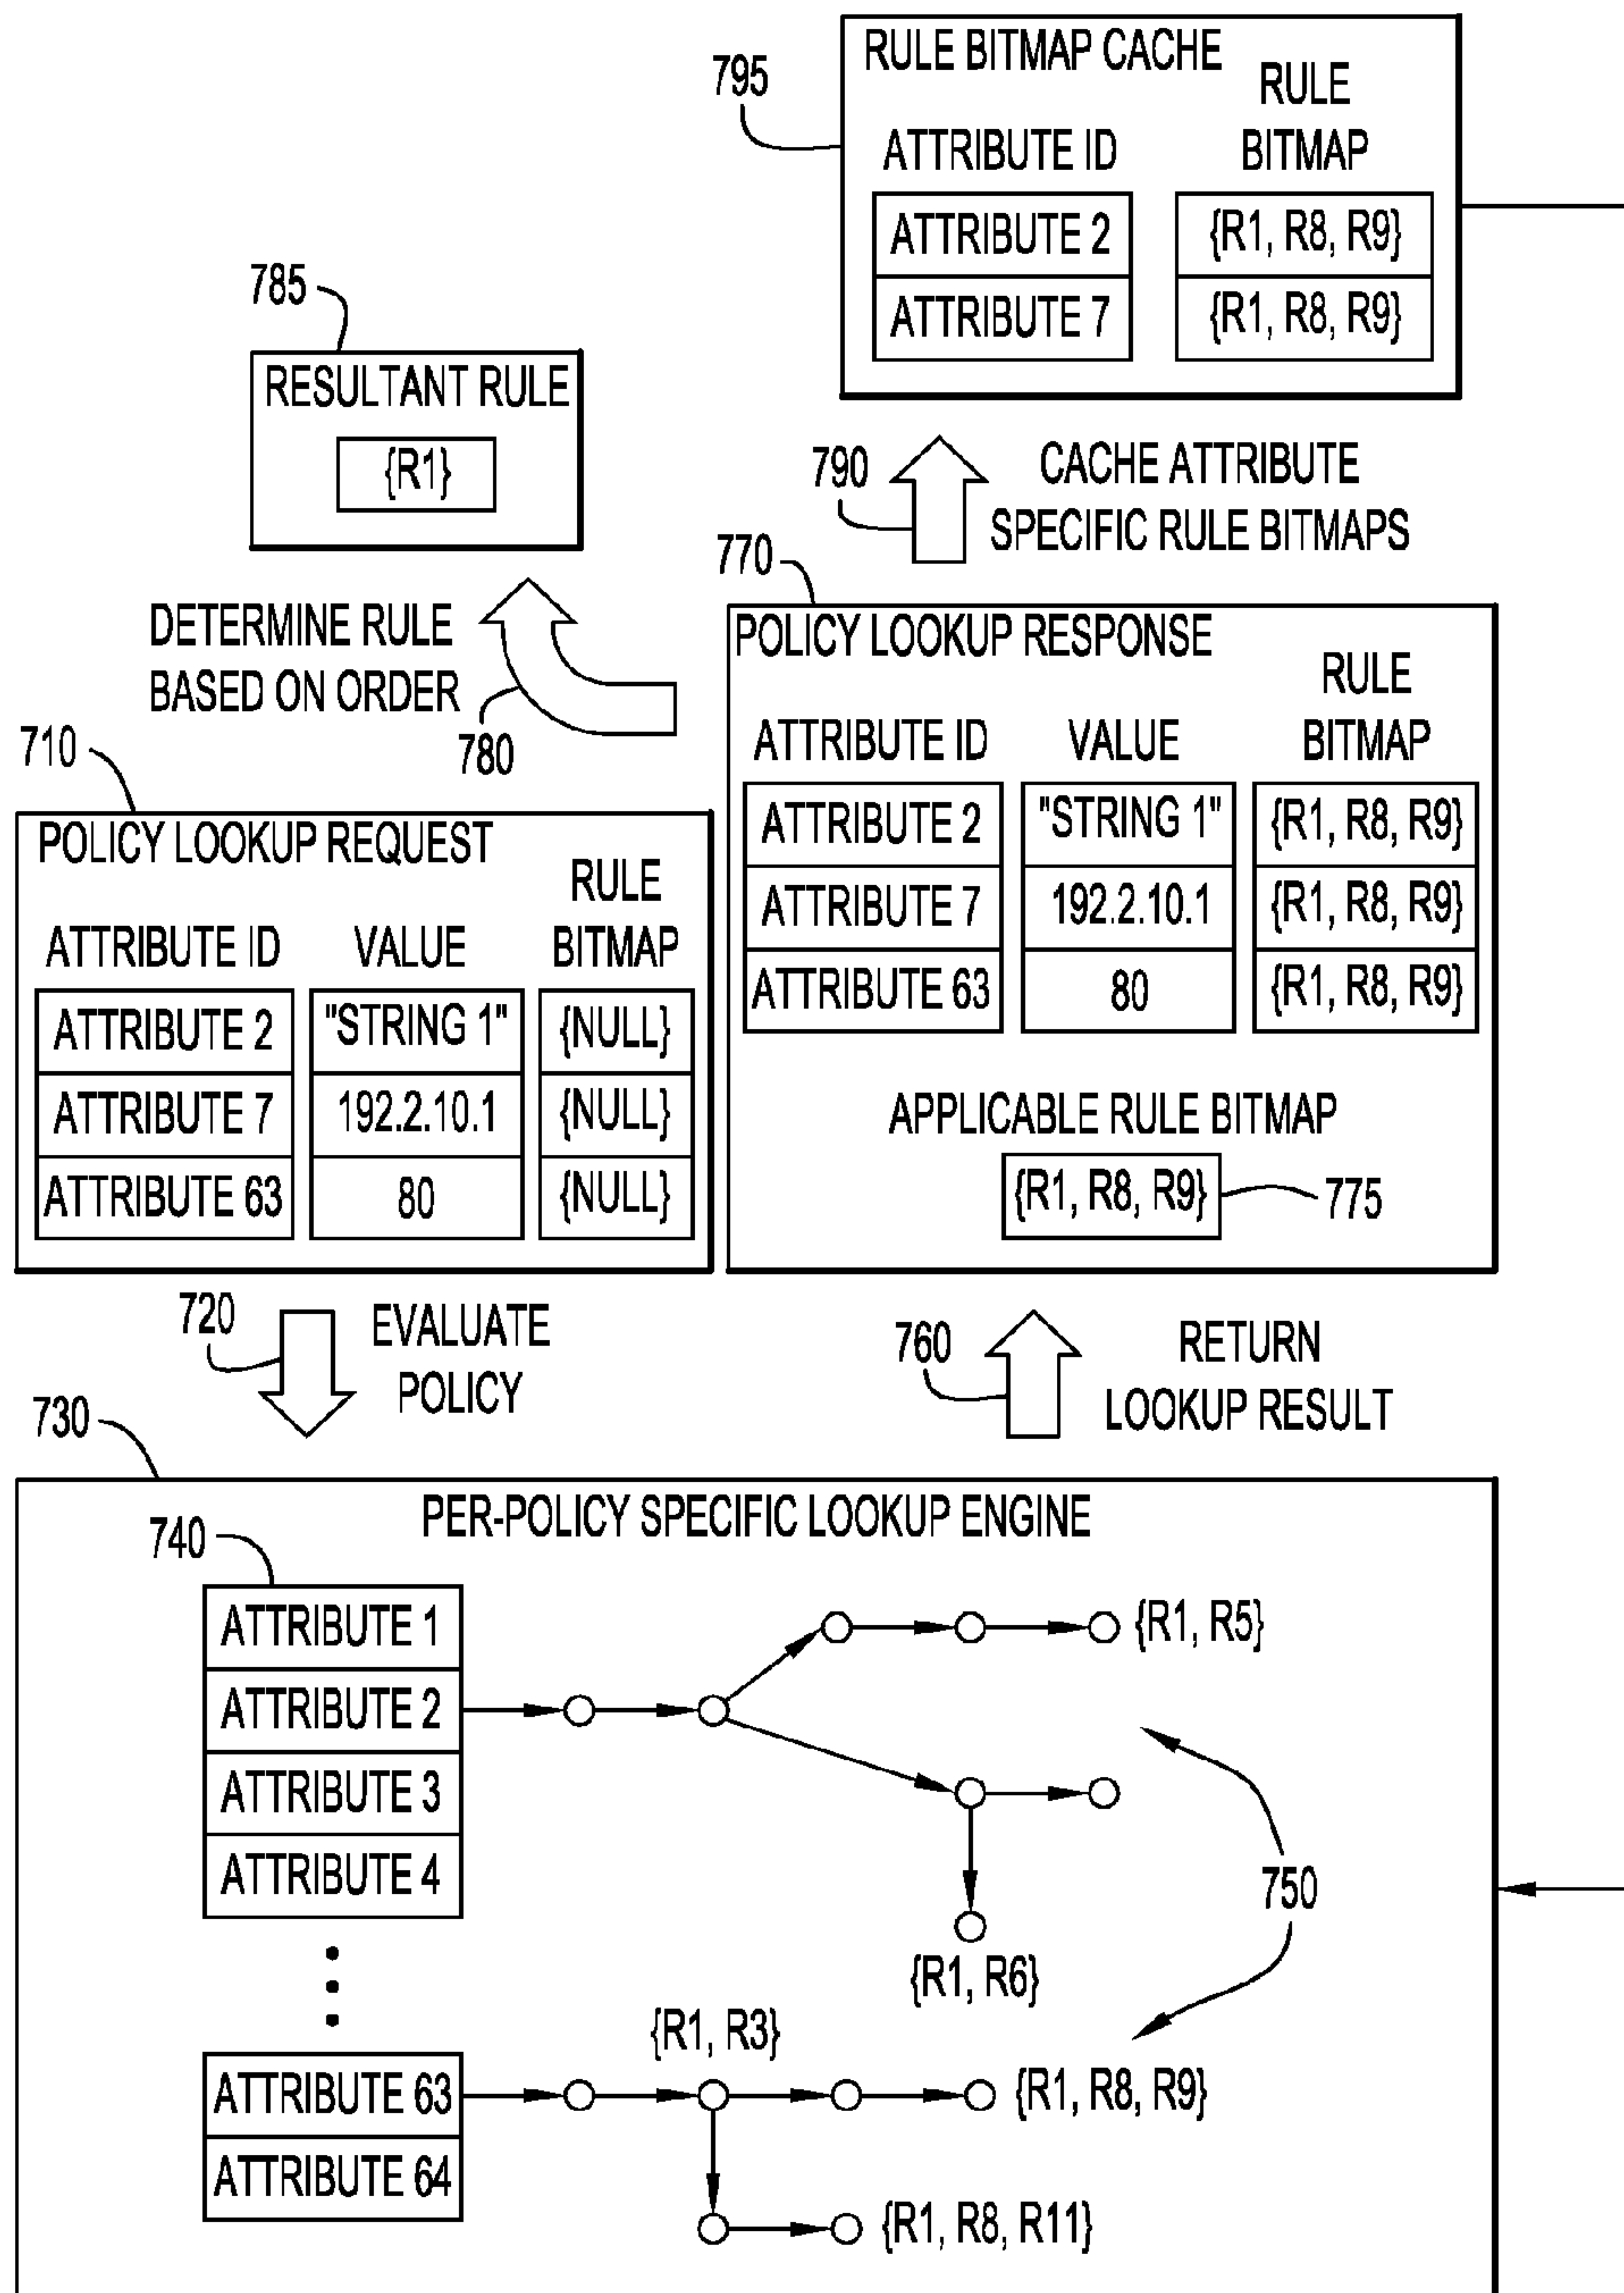 795
RULE BITMAP CACHE
ATTRIBUTE ID
RULE
BITMAP
ATTRIBUTE 2
{R1, R8, R9}
ATTRIBUTE 7
{R1, R8, R9}
785
RESULTANT RULE
{R1}
790
CACHE ATTRIBUTE
SPECIFIC RULE BITMAPS
DETERMINE RULE
BASED ON ORDER
780
770
POLICY LOOKUP RESPONSE
ATTRIBUTE ID
VALUE
RULE
BITMAP
ATTRIBUTE 2
"STRING 1"
{R1, R8, R9}
ATTRIBUTE 7
192.2.10.1
{R1, R8, R9}
ATTRIBUTE 63
80
{R1, R8, R9}
APPLICABLE RULE BITMAP
{R1, R8, R9}
775
710
POLICY LOOKUP REQUEST
ATTRIBUTE ID
VALUE
RULE
BITMAP
ATTRIBUTE 2
"STRING 1"
{NULL}
ATTRIBUTE 7
192.2.10.1
{NULL}
ATTRIBUTE 63
80
{NULL}
720
EVALUATE
POLICY
760
RETURN
LOOKUP RESULT
730
PER-POLICY SPECIFIC LOOKUP ENGINE
740
ATTRIBUTE 1
ATTRIBUTE 2
ATTRIBUTE 3
ATTRIBUTE 4
{R1, R5}
750
{R1, R6}
{R1, R3}
ATTRIBUTE 63
{R1, R8, R9}
ATTRIBUTE 64
{R1, R8, R11}